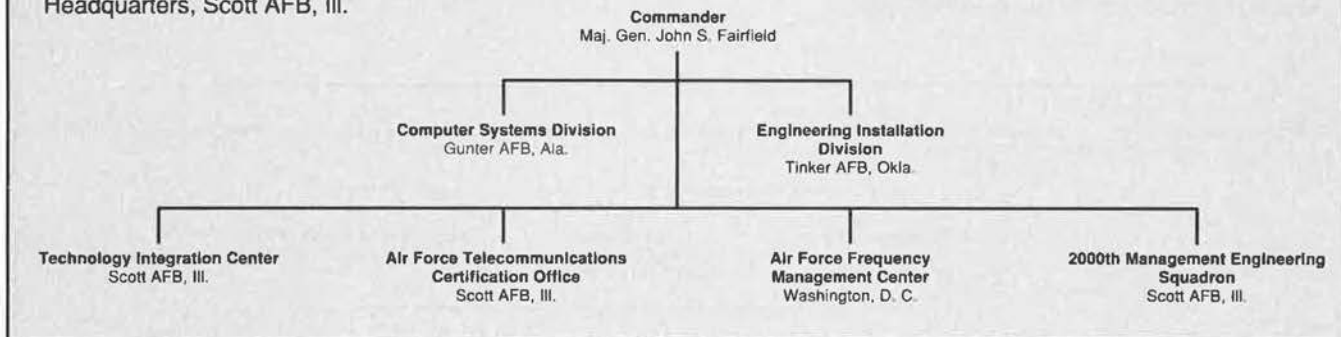 Headquarters, Scott AFB, Ill.
Commander
Maj. Gen. John S. Fairfield
Computer Systems Division
Gunter AFB, Ala.
Engineering Installation
Division
Tinker AFB, Okla.
Technology Integration Center
Scott AFB, Ill.
Air Force Telecommunications
Certification Office
Scott AFB, Ill.
Air Force Frequency
Management Center
Washington, D. C.
2000th Management Engineering
Squadron
Scott AFB, Ill.